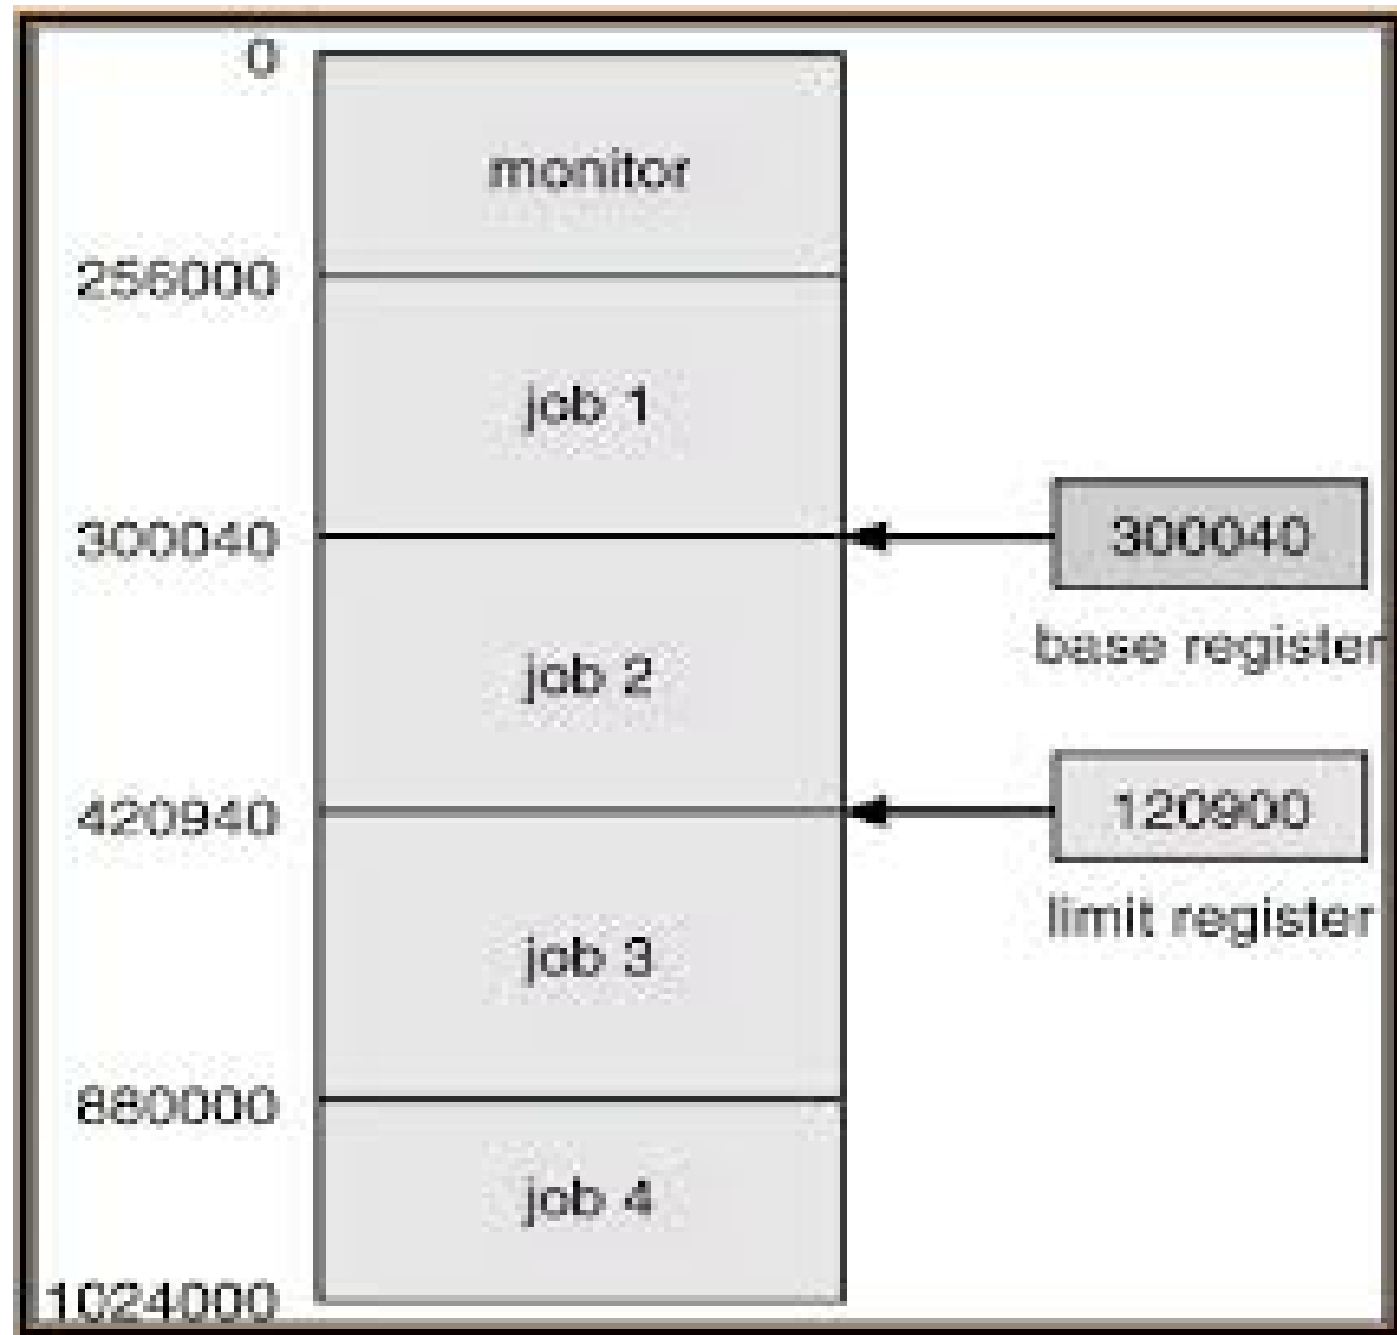 0
monitor
256000
job 1
300040
300040
base register
job 2
420940
120900
limit register
job 3
880000
job 4
1024000